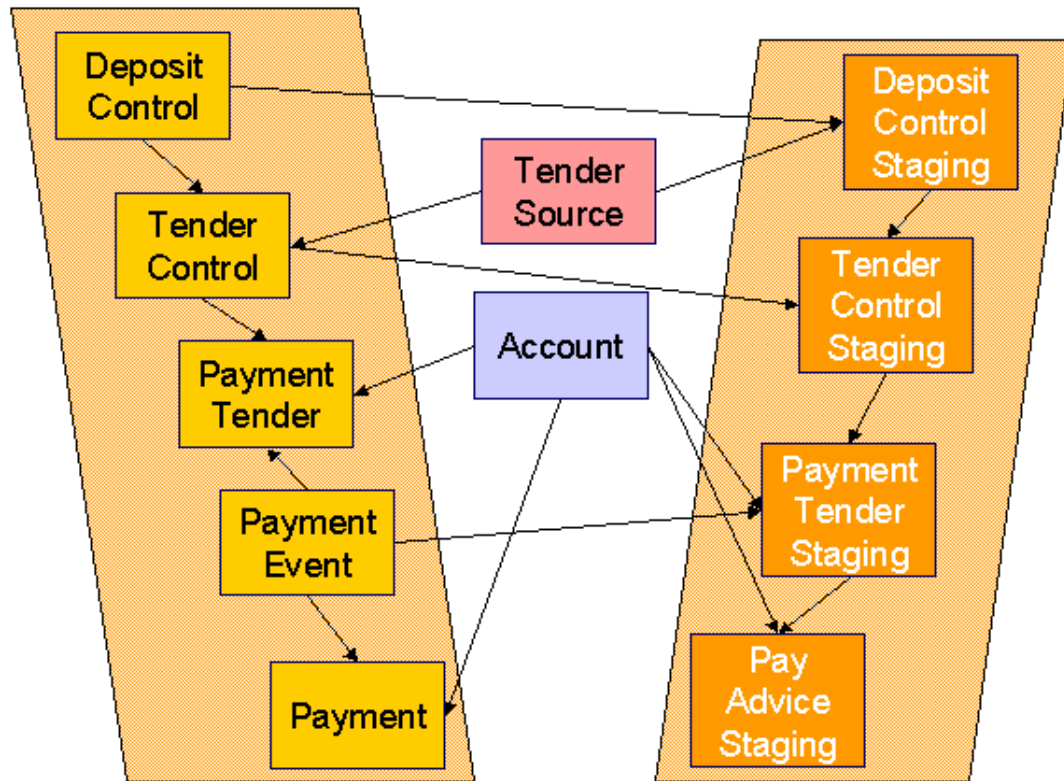 Deposit
Control
Tender
Control
Payment
Tender
Payment
Event
Payment
Tender
Source
Account
Deposit
Control
Staging
Tender
Control
Staging
Payment
Tender
Staging
Pay
Advice
Staging